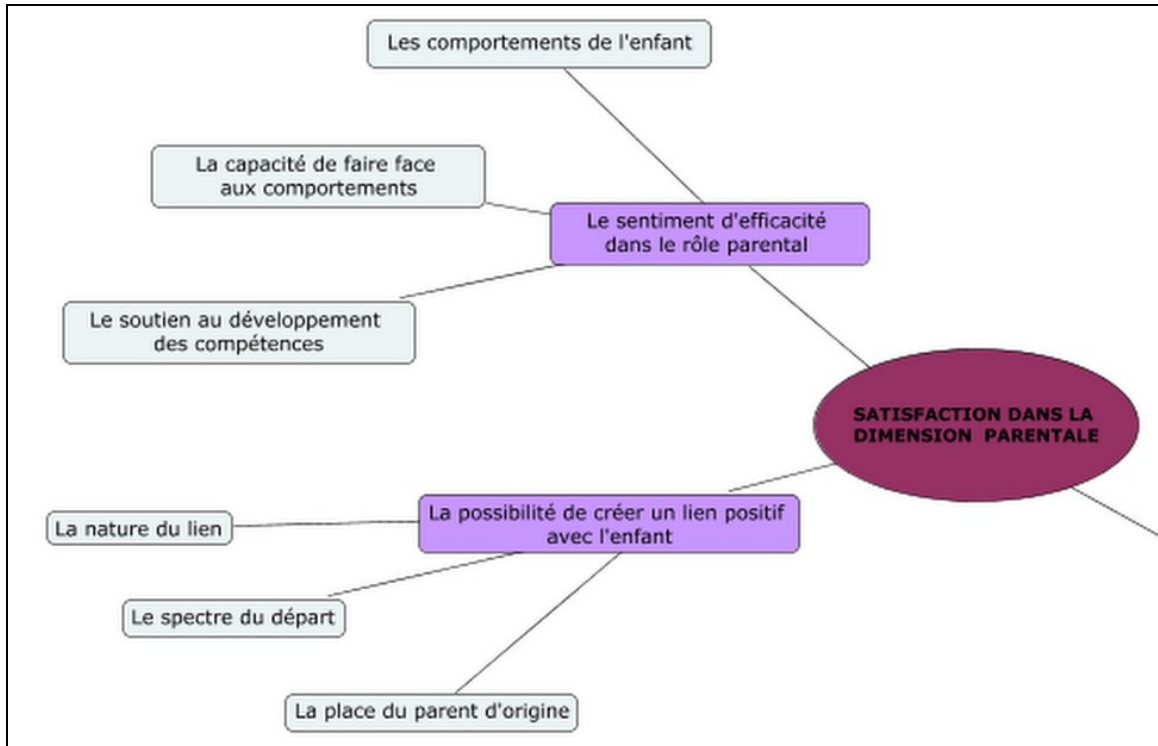 Les comportements de l'enfant
La capacité de faire face
aux comportements
Le sentiment d'efficacité
dans le rôle parental
Le soutien au développement
des compétences
SATISFACTION DANS LA
DIMENSION PARENTALE
La possibilité de créer un lien positif
avec l'enfant
La nature du lien
Le spectre du départ
La place du parent d'origine